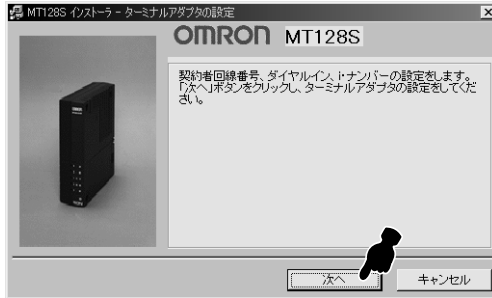 MT128S インストーラ - ターミナルアダプタの設定
OMRON MT128S
契約者回線番号、ダイヤルイン、i・ナンバーの設定をします。
「次へ」ボタンをクリックし、ターミナルアダプタの設定をしてくだ
さい。
次へ
キャンセル